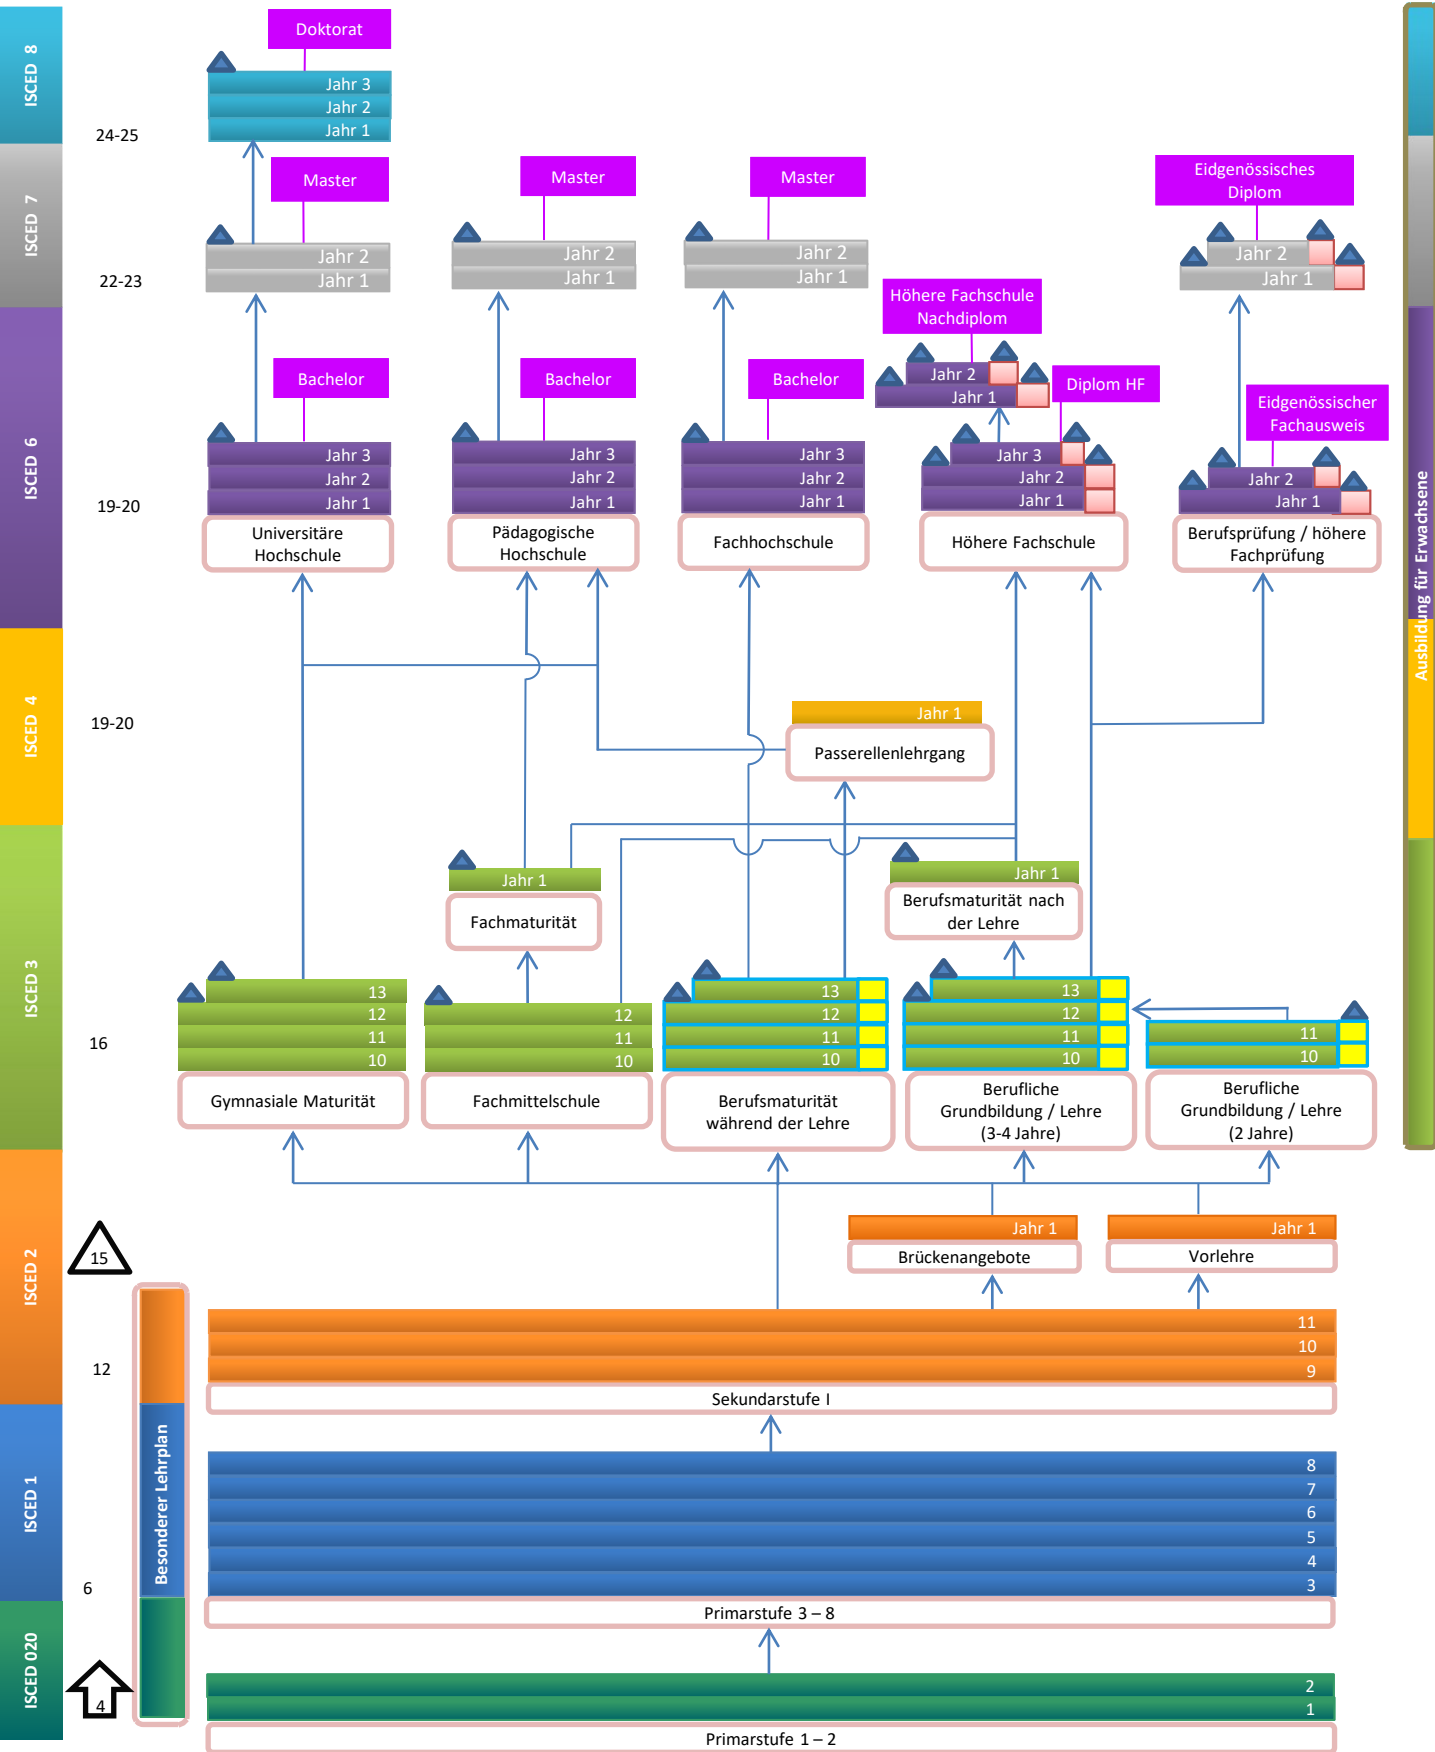 ISCED 8
Doktorat
Jahr 3
Jahr 2
Jahr 1
24-25
ISCED 7
Master
Master
Master
Eidgenössisches
Diplom
Jahr 2
Jahr 1
Jahr 2
Jahr 1
Jahr 2
Jahr 1
Jahr 2
Jahr 1
22-23
ISCED 6
Höhere Fachschule
Nachdiplom
Jahr 2
Jahr 1
Bachelor
Bachelor
Bachelor
Diplom HF
Eidgenössischer
Fachausweis
Jahr 3
Jahr 2
Jahr 1
Jahr 3
Jahr 2
Jahr 1
Jahr 3
Jahr 2
Jahr 1
Jahr 3
Jahr 2
Jahr 1
Jahr 2
Jahr 1
19-20
Universitäre
Hochschule
Pädagogische
Hochschule
Fachhochschule
Höhere Fachschule
Berufsprüfung / höhere
Fachprüfung
Ausbildung für Erwachsene
ISCED 4
19-20
Jahr 1
Passerellenlehrgang
ISCED 3
Jahr 1
Fachmaturität
Jahr 1
Berufsmaturität nach
der Lehre
13
12
11
10
12
11
10
13
12
11
10
13
12
11
10
11
10
16
Gymnasiale Maturität
Fachmittelschule
Berufsmaturität
während der Lehre
Berufliche
Grundbildung / Lehre
(3-4 Jahre)
Berufliche
Grundbildung / Lehre
(2 Jahre)
ISCED 2
15
Jahr 1
Brückenangebote
Jahr 1
Vorlehre
11
10
9
12
Sekundarstufe I
ISCED 1
Besonderer Lehrplan
8
7
6
5
4
3
6
Primarstufe 3 – 8
ISCED 020
4
2
1
Primarstufe 1 – 2